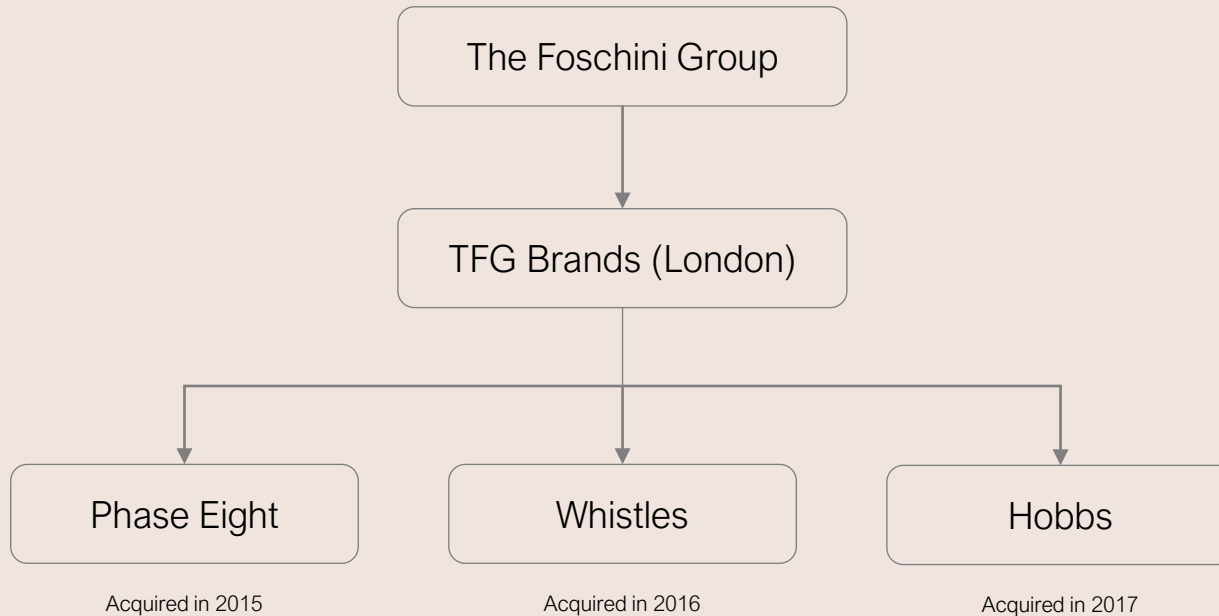 The Foschini Group
TFG Brands (London)
Phase Eight
Whistles
Hobbs
Acquired in 2015
Acquired in 2016
Acquired in 2017